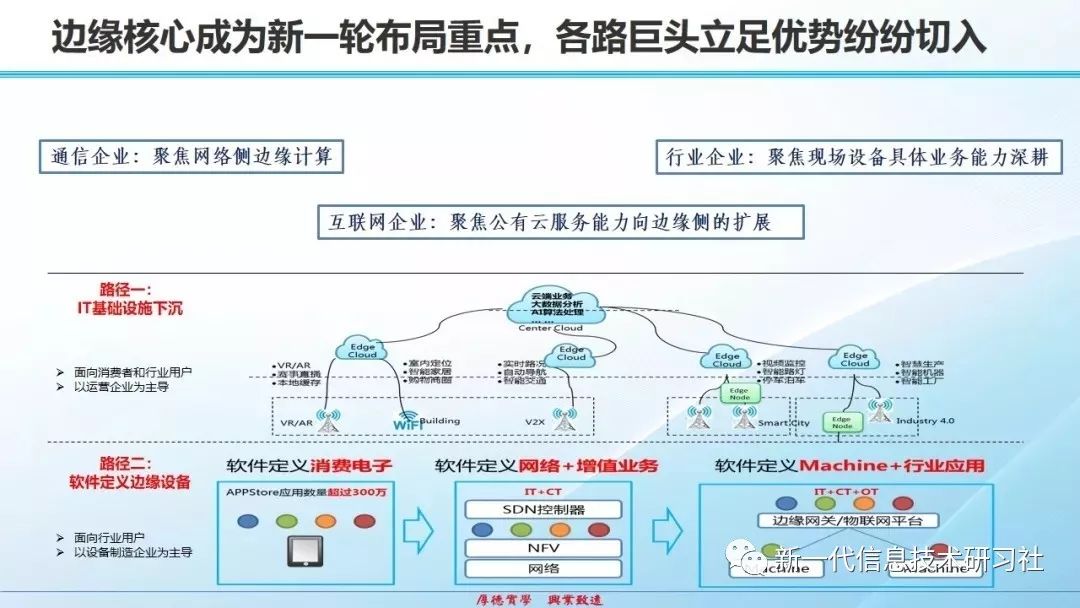 边缘核心成为新一轮布局重点，各路巨头立足优势纷纷切入
通信企业：聚焦网络侧边缘计算
行业企业：聚焦现场设备具体业务能力深耕
互联网企业：聚焦公有云服务能力向边缘侧的扩展
路径一：
IT基础设施下沉
➢ 面向消费者和行业用户
➢ 以运营企业为主导
云端业务
大数据分析
AI算法处理
... ...
Center Cloud
Edge
Cloud
Edge
Cloud
Edge
Cloud
Edge
Cloud
•VR/AR
•赛事直播
•本地缓存
•室内定位
•智能家居
•购物商圈
•实时路况
•自动导航
•智能交通
•视频监控
•智能路灯
•停车泊车
•智慧生产
•智能机器
•智能工厂
Edge
Node
Edge
Node
VR/AR
WiFi
Building
V2X
Smart City
Industry 4.0
路径二：
软件定义边缘设备
➢ 面向行业用户
➢ 以设备制造企业为主导
软件定义消费电子
APPStore应用数量超过300万
软件定义网络+增值业务
IT+CT
SDN控制器
NFV
网络
软件定义Machine+行业应用
IT+CT+OT
边缘网关/物联网平台
Machine
新一代信息技术研习社
厚德实学 兴业致远